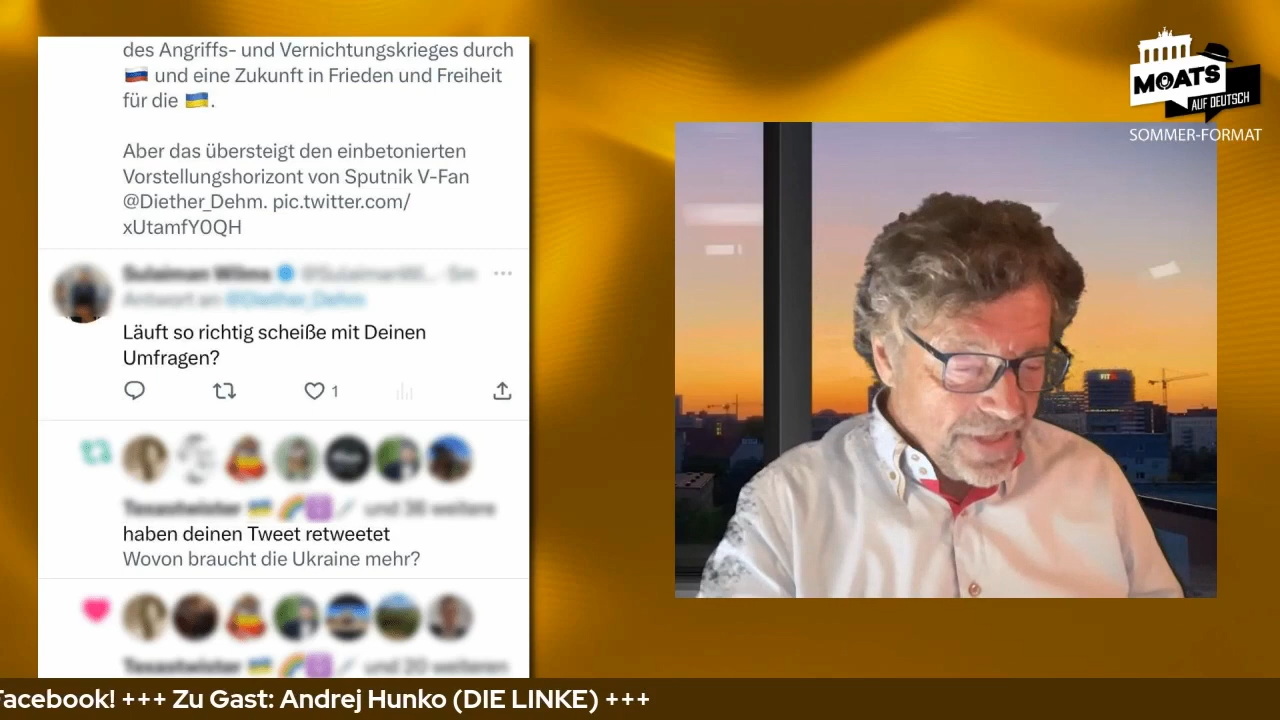 des Angriffs- und Vernichtungskrieges durch
🇷🇺 und eine Zukunft in Frieden und Freiheit
für die 🇺🇦.
Aber das übersteigt den einbetonierten
Vorstellungshorizont von Sputnik V-Fan
@Diether_Dehm. pic.twitter.com/
xUtamfY0QH
Antwort an @Diether_Dehm
Läuft so richtig scheiße mit Deinen
Umfragen?
1
haben deinen Tweet retweetet
Wovon braucht die Ukraine mehr?
MOATS
AUF DEUTSCH
SOMMER-FORMAT
Facebook! +++ Zu Gast: Andrej Hunko (DIE LINKE) +++